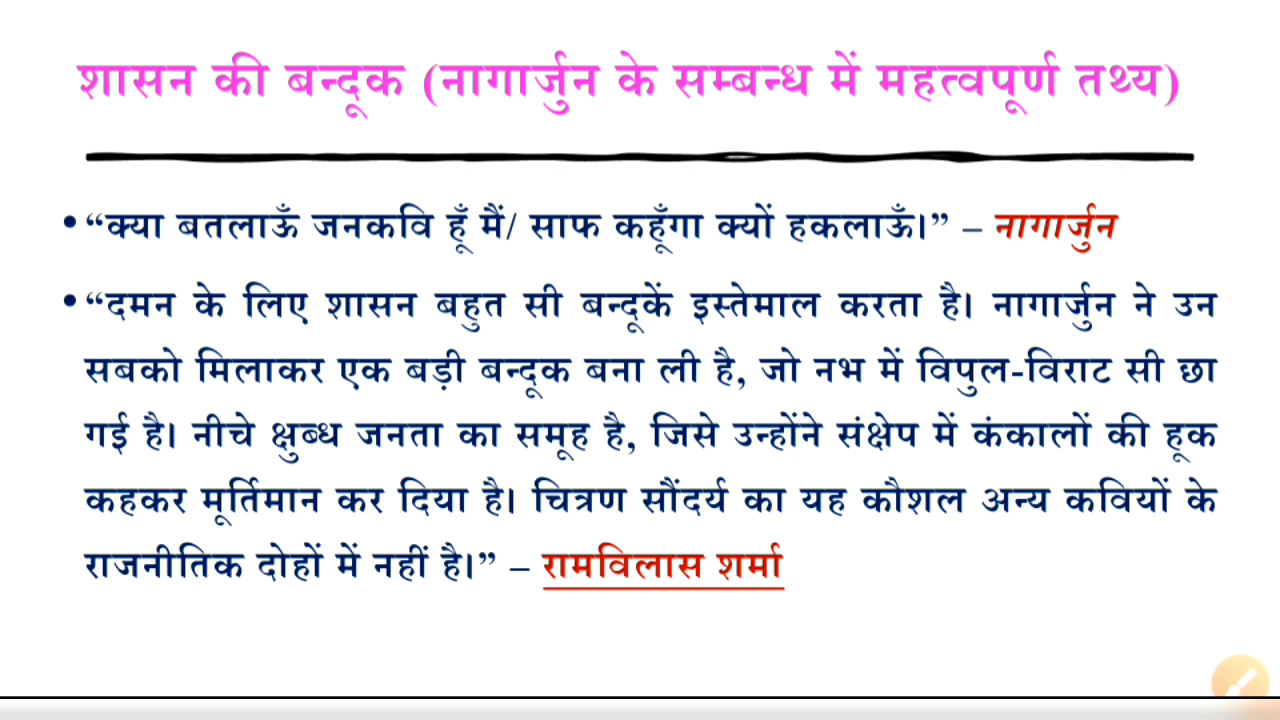 शासन की बन्दूक (नागार्जुन के सम्बन्ध में महत्वपूर्ण तथ्य)
•“क्या बतलाऊँ जनकवि हूँ मैं/ साफ कहूँगा क्यों हकलाऊँ।” – नागार्जुन
•“दमन के लिए शासन बहुत सी बन्दूकें इस्तेमाल करता है। नागार्जुन ने उन
सबको मिलाकर एक बड़ी बन्दूक बना ली है, जो नभ में विपुल-विराट सी छा
गई है। नीचे क्षुब्ध जनता का समूह है, जिसे उन्होंने संक्षेप में कंकालों की हूक
कहकर मूर्तिमान कर दिया है। चित्रण सौंदर्य का यह कौशल अन्य कवियों के
राजनीतिक दोहों में नहीं है।” – रामविलास शर्मा